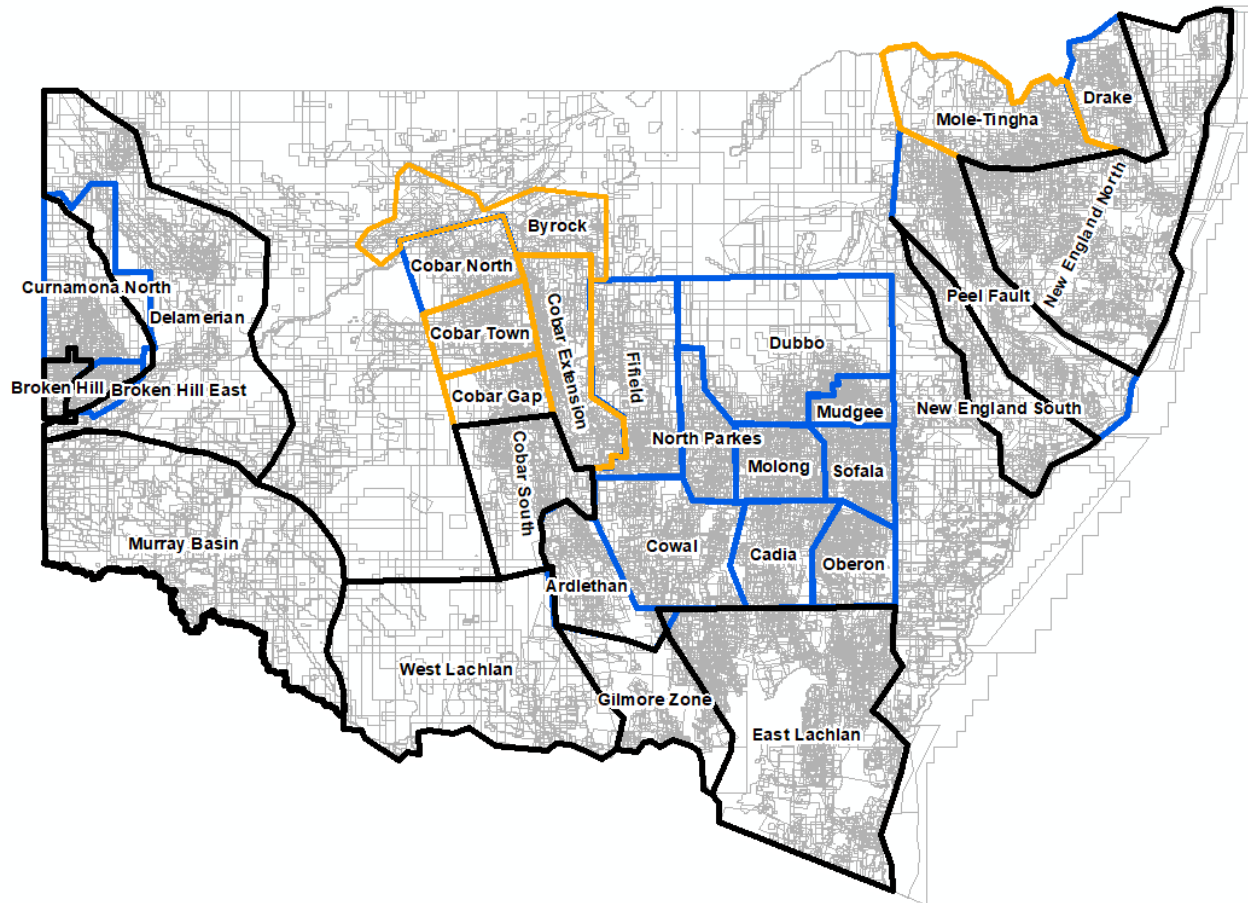 Drake
Mole-Tingha
New England North
Byrock
Cobar North
Curnamona North
Peel Fault
Delamerian
Cobar Town
Cobar Extension
Dubbo
Fifield
Broken Hill
Broken Hill East
Cobar Gap
Mudgee
New England South
North Parkes
Cobar South
Molong
Sofala
Murray Basin
Cowal
Cadia
Oberon
Ardlethan
West Lachlan
Gilmore Zone
East Lachlan